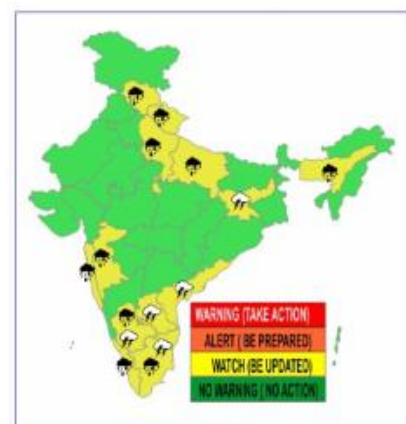 WARNING (TAKE ACTION)
ALERT ( BE PREPARED)
WATCH (BE UPDATED)
NO WARNING ( NO ACTION)